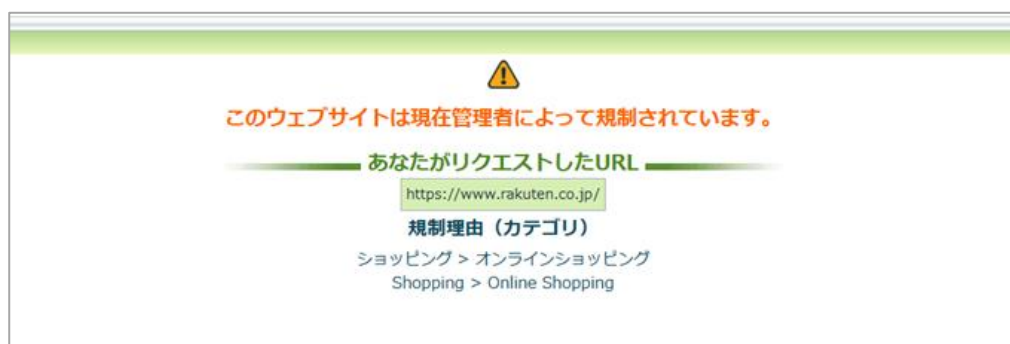 このウェブサイトは現在管理者によって規制されています。
あなたがリクエストしたURL
https://www.rakuten.co.jp/
規制理由（カテゴリ）
ショッピング > オンラインショッピング
Shopping > Online Shopping